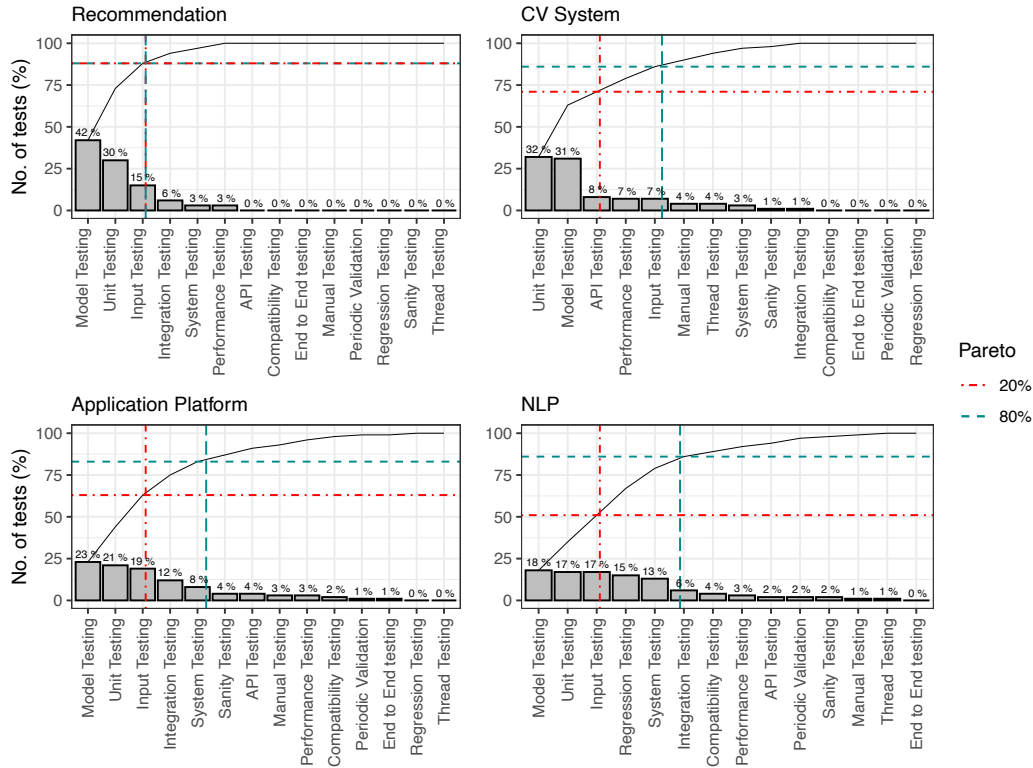 Recommendation
No. of tests (%)
100
75
50
25
0
42 %
30 %
15 %
6 %
3 %
3 %
0 %
0 %
0 %
0 %
0 %
0 %
0 %
0 %
Model Testing
Unit Testing
Input Testing
Integration Testing
System Testing
Performance Testing
API Testing
Compatibility Testing
End to End Testing
Manual Testing
Periodic Validation
Regression Testing
Sanity Testing
Thread Testing
CV System
100
75
50
25
0
32 %
31 %
8 %
7 %
7 %
4 %
4 %
3 %
1 %
1 %
0 %
0 %
0 %
0 %
Unit Testing
Model Testing
API Testing
Performance Testing
Input Testing
Manual Testing
Thread Testing
System Testing
Sanity Testing
Integration Testing
Compatibility Testing
End to End Testing
Periodic Validation
Regression Testing
Application Platform
No. of tests (%)
100
75
50
25
0
23 %
21 %
19 %
12 %
8 %
4 %
4 %
3 %
3 %
2 %
1 %
1 %
0 %
0 %
Model Testing
Unit Testing
Input Testing
Integration Testing
System Testing
Sanity Testing
API Testing
Manual Testing
Performance Testing
Compatibility Testing
Periodic Validation
End to End Testing
Regression Testing
Thread Testing
NLP
100
75
50
25
0
18 %
17 %
17 %
15 %
13 %
6 %
4 %
3 %
2 %
2 %
2 %
1 %
1 %
0 %
Model Testing
Unit Testing
Input Testing
Regression Testing
System Testing
Integration Testing
Compatibility Testing
Performance Testing
API Testing
Periodic Validation
Sanity Testing
Manual Testing
Thread Testing
End to End testing
Pareto
20%
80%